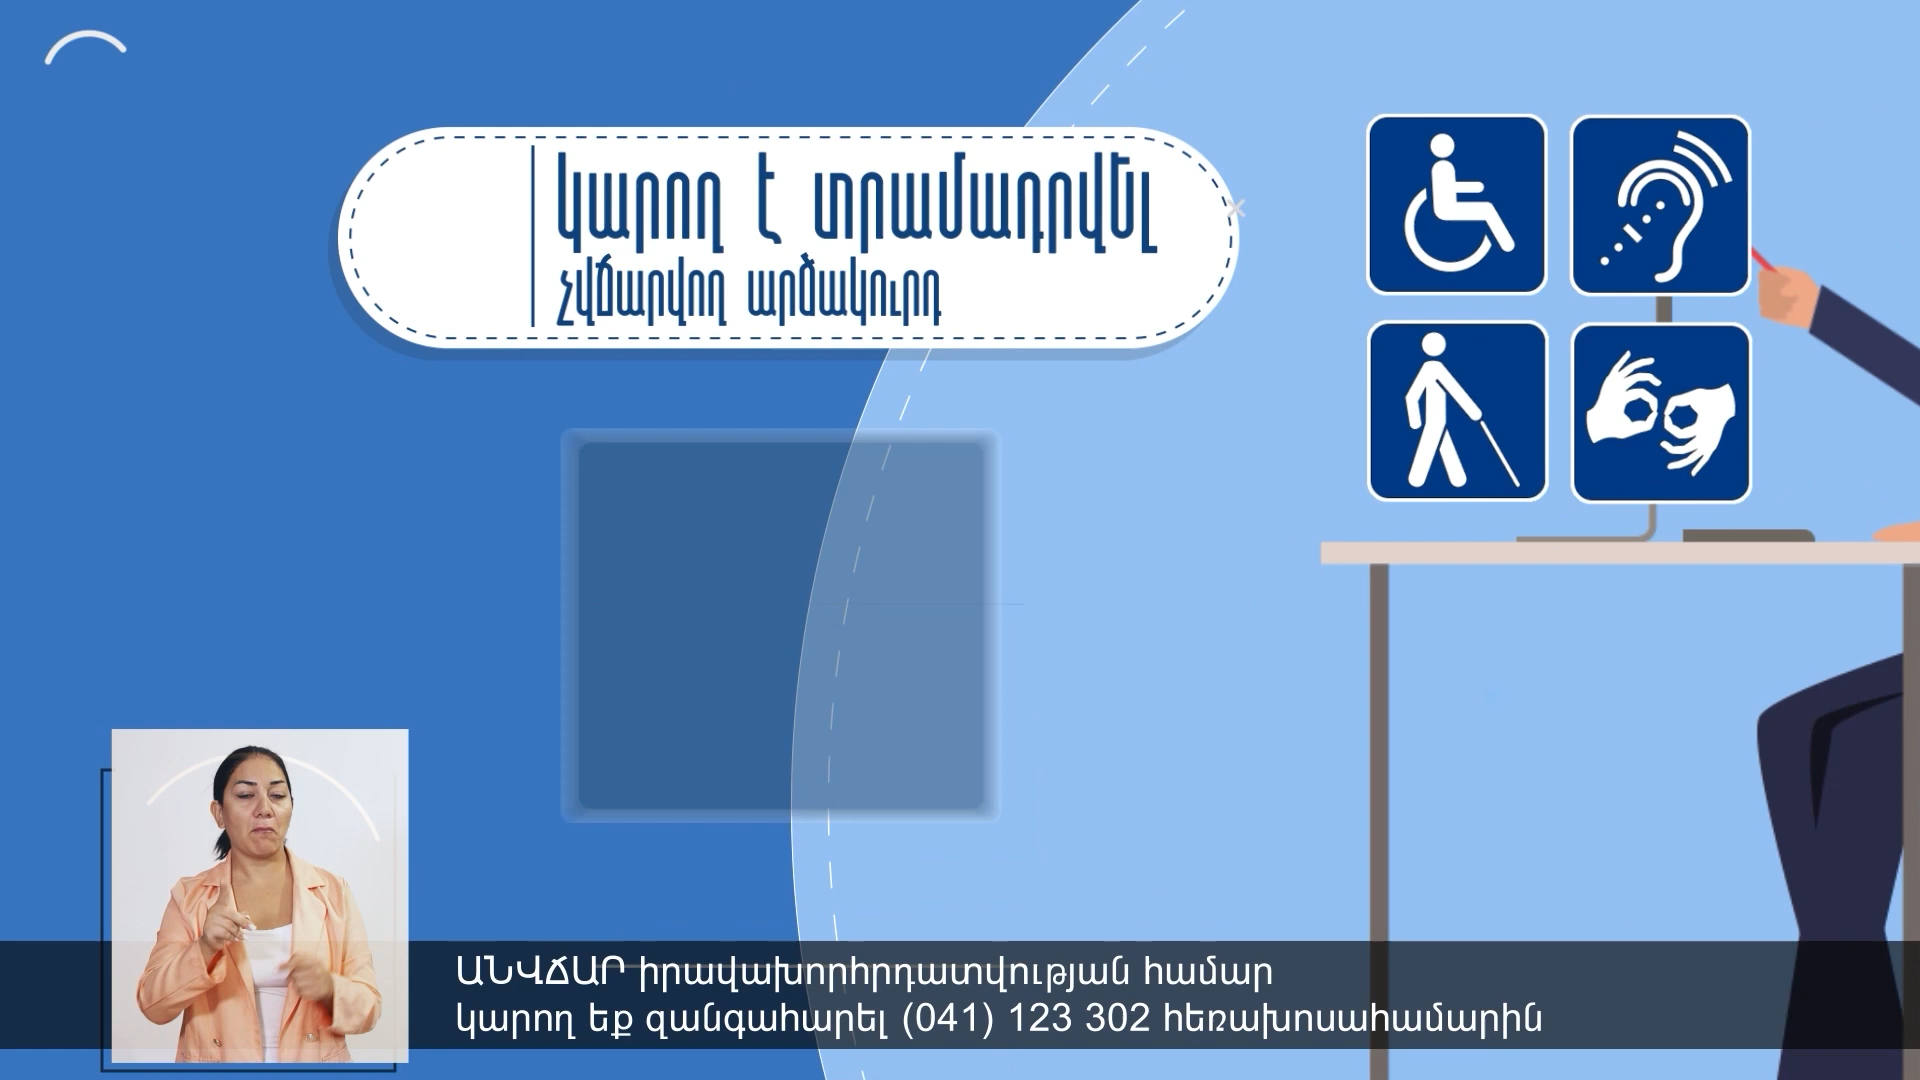 կարող է տրամադրվել
չվճարվող արձակուրդ
ԱՆՎՃԱՐ իրավախորհրդատվության համար
կարող եք զանգահարել (041) 123 302 հեռախոսահամարին